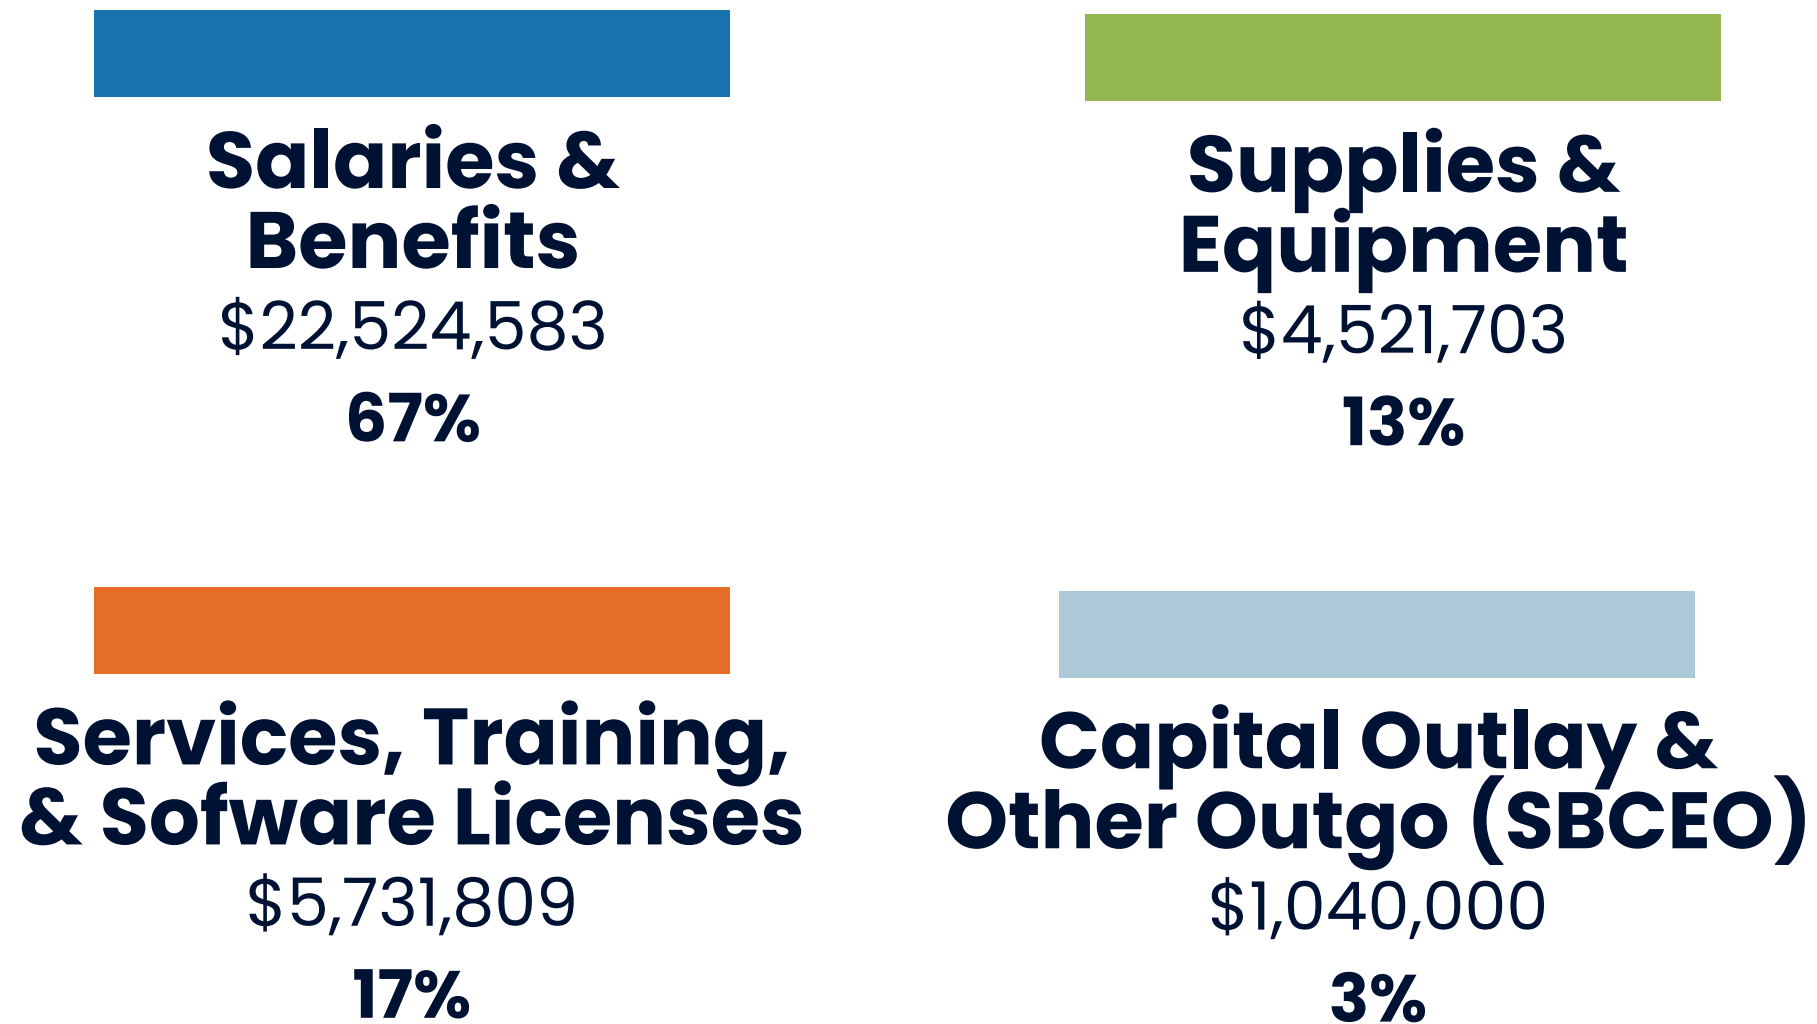 Salaries &
Benefits
$22,524,583
67%
Supplies &
Equipment
$4,521,703
13%
Services, Training,
& Sofware Licenses
$5,731,809
17%
Capital Outlay &
Other Outgo (SBCEO)
$1,040,000
3%